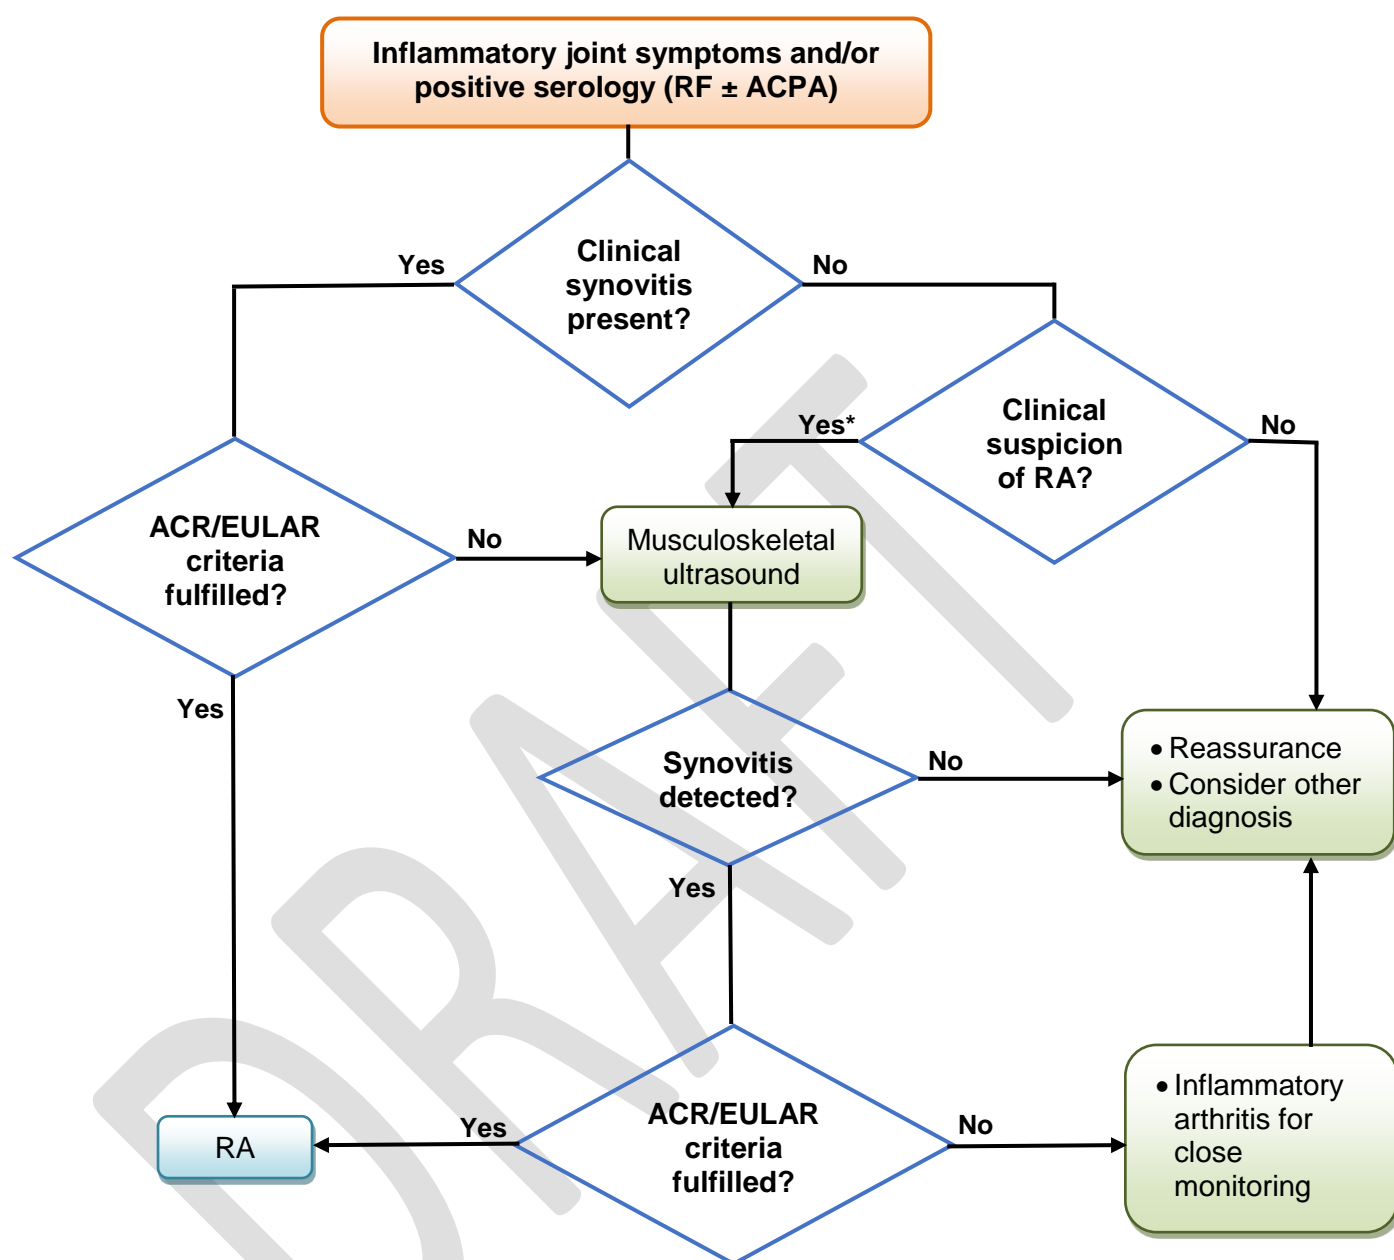 Inflammatory joint symptoms and/or
positive serology (RF ± ACPA)
Clinical
synovitis
present?
Yes
No
Clinical
suspicion
of RA?
Yes*
No
ACR/EULAR
criteria
fulfilled?
No
Yes
Musculoskeletal
ultrasound
Synovitis
detected?
No
Yes
• Reassurance
• Consider other
diagnosis
ACR/EULAR
criteria
fulfilled?
Yes
No
RA
• Inflammatory
arthritis for
close
monitoring
DRAFT